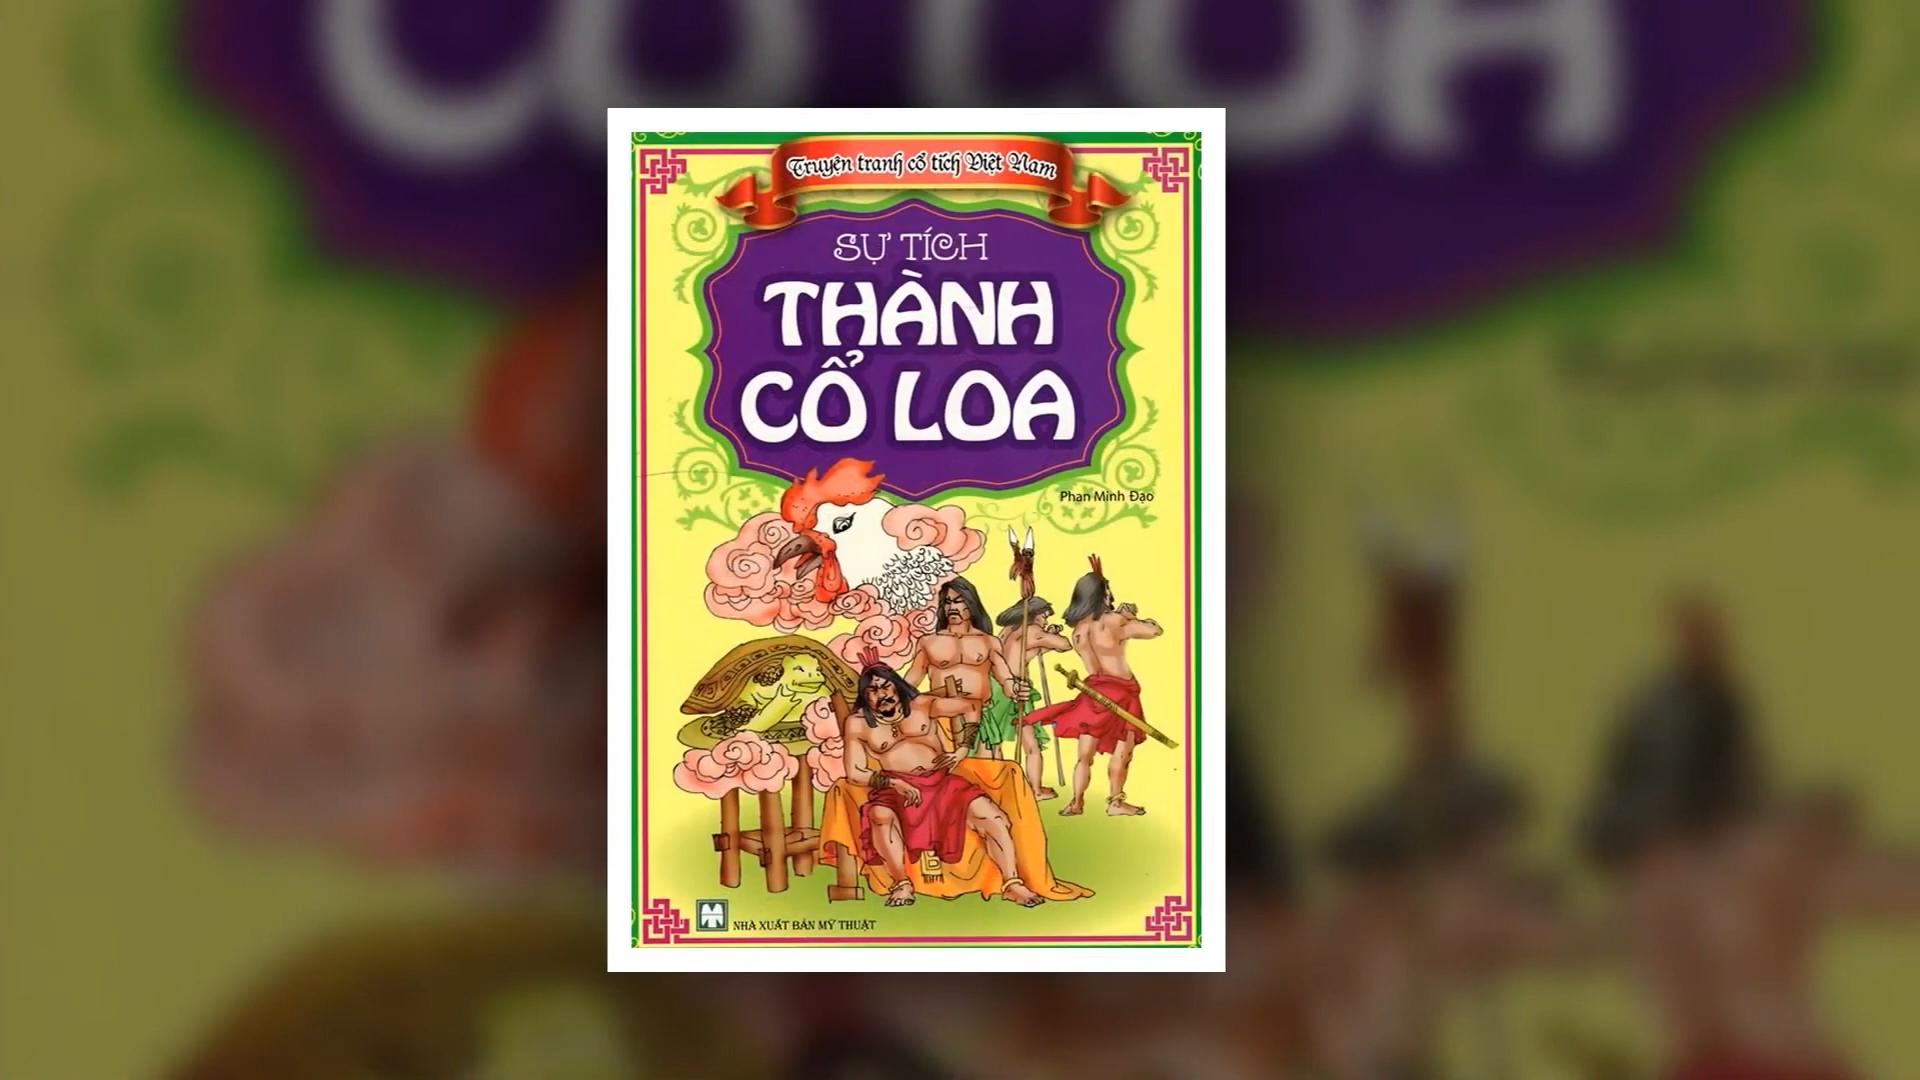 Truyện tranh cổ tích Việt Nam
SỰ TÍCH
THÀNH
CỔ LOA
Phan Minh Đạo
NHÀ XUẤT BẢN MỸ THUẬT